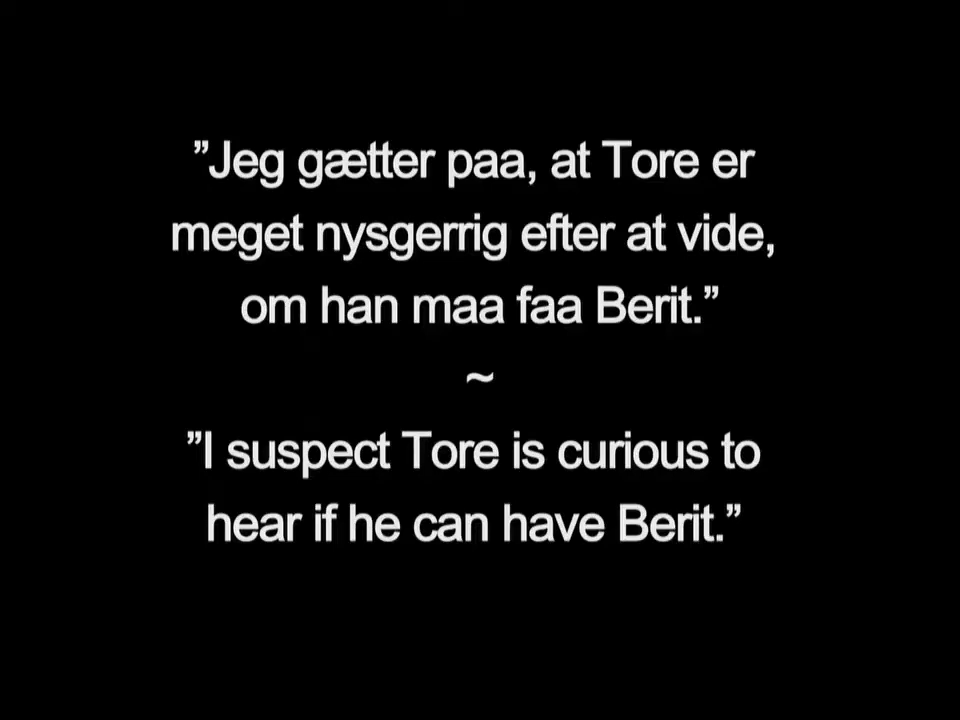 ”Jeg gætter paa, at Tore er
meget nysgerrig efter at vide,
om han maa faa Berit.”
~
”I suspect Tore is curious to
hear if he can have Berit.”